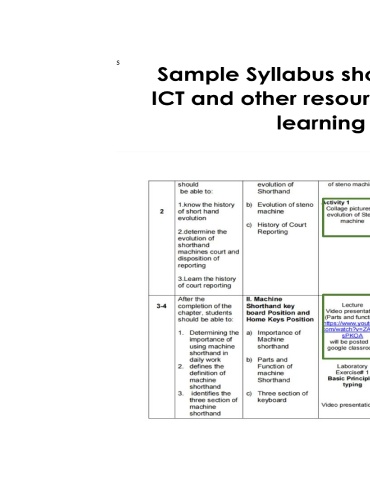 s
Sample Syllabus sho
ICT and other resour
learning
should
be able to:
1.know the history
of short hand
evolution
2.determine the
evolution of
shorthand
machines court and
disposition of
reporting
3.Learn the history
of court reporting
2
evolution of
Shorthand
b) Evolution of steno
machine
c) History of Court
Reporting
of steno machi
Activity 1
Collage picture
evolution of Ste
machine
3-4
After the
completion of the
chapter, students
should be able to:
1. Determining the
importance of
using machine
shorthand in
daily work
2. defines the
definition of
machine
shorthand
3. identifies the
three section of
machine
shorthand
II. Machine
Shorthand key
board Position and
Home Keys Position
a) Importance of
Machine
shorthand
b) Parts and
Function of
machine
Shorthand
c) Three section of
keyboard
Lecture
Video presentat
(Parts and funct
ttps://www.yout
om/watch?v=ZA
sPKOA
will be posted
google classroo
Laboratory
Exercise# 1
Basic Principl
typing
Video presentatio